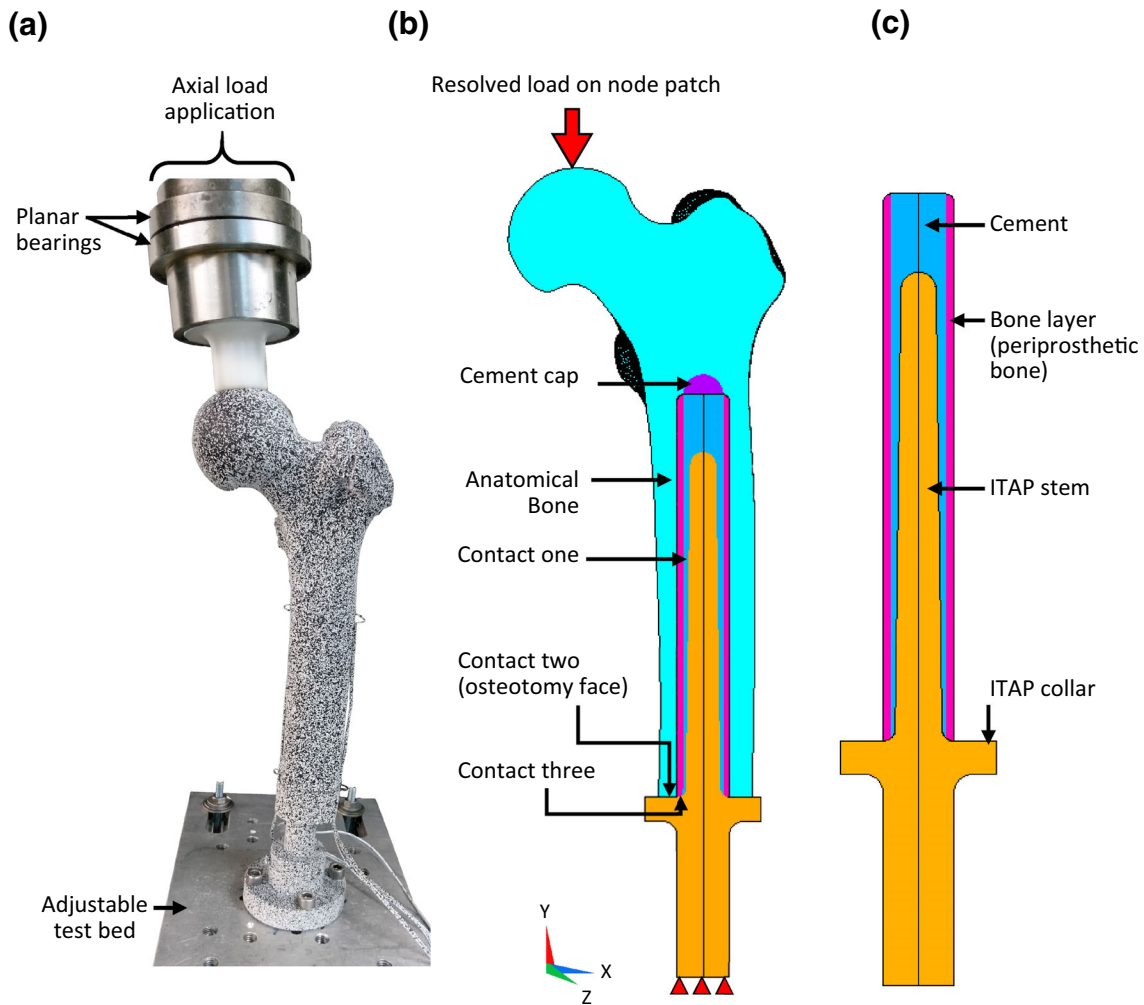 (a)
Axial load
application
Planar
bearings
Adjustable
test bed
(b)
Resolved load on node patch
Cement cap
Anatomical
Bone
Contact one
Contact two
(osteotomy face)
Contact three
Y
X
Z
(c)
Cement
Bone layer
(periprosthetic
bone)
ITAP stem
ITAP collar